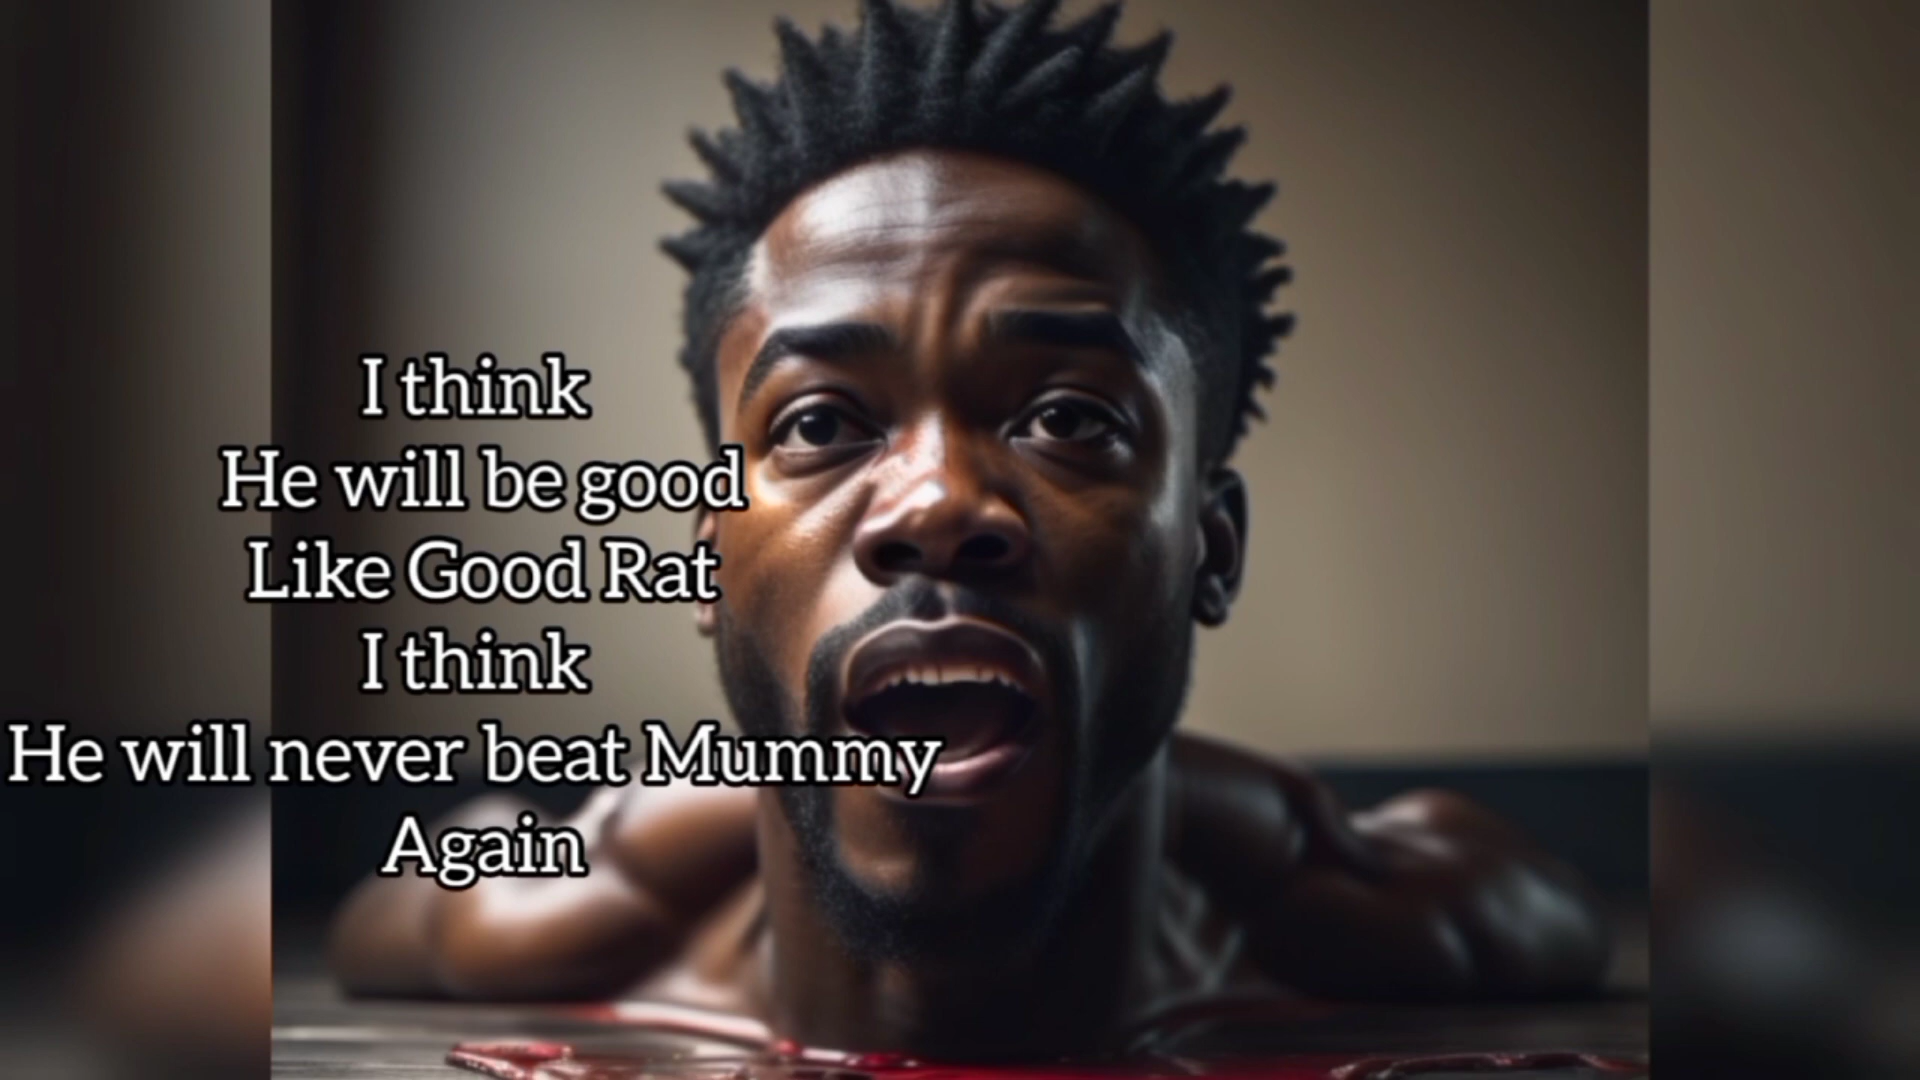 I think
He will be good
Like Good Rat
I think
He will never beat Mummy
Again